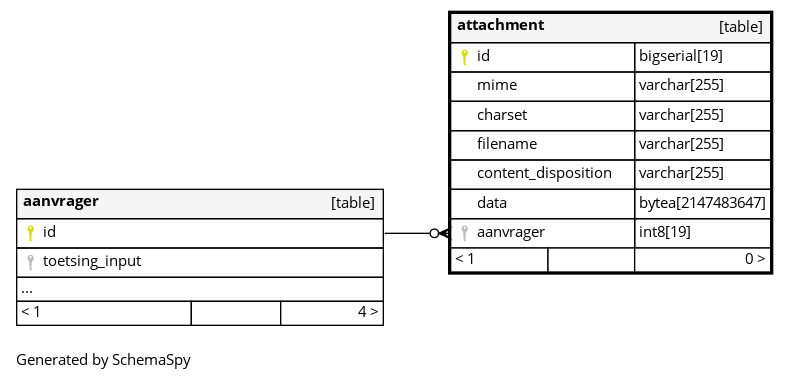 attachment [table]
id bigserial[19]
mime varchar[255]
charset varchar[255]
filename varchar[255]
content_disposition varchar[255]
data bytea[2147483647]
aanvrager int8[19]
< 1 0 >
aanvrager [table]
id
toetsing_input
...
< 1 4 >
Generated by SchemaSpy